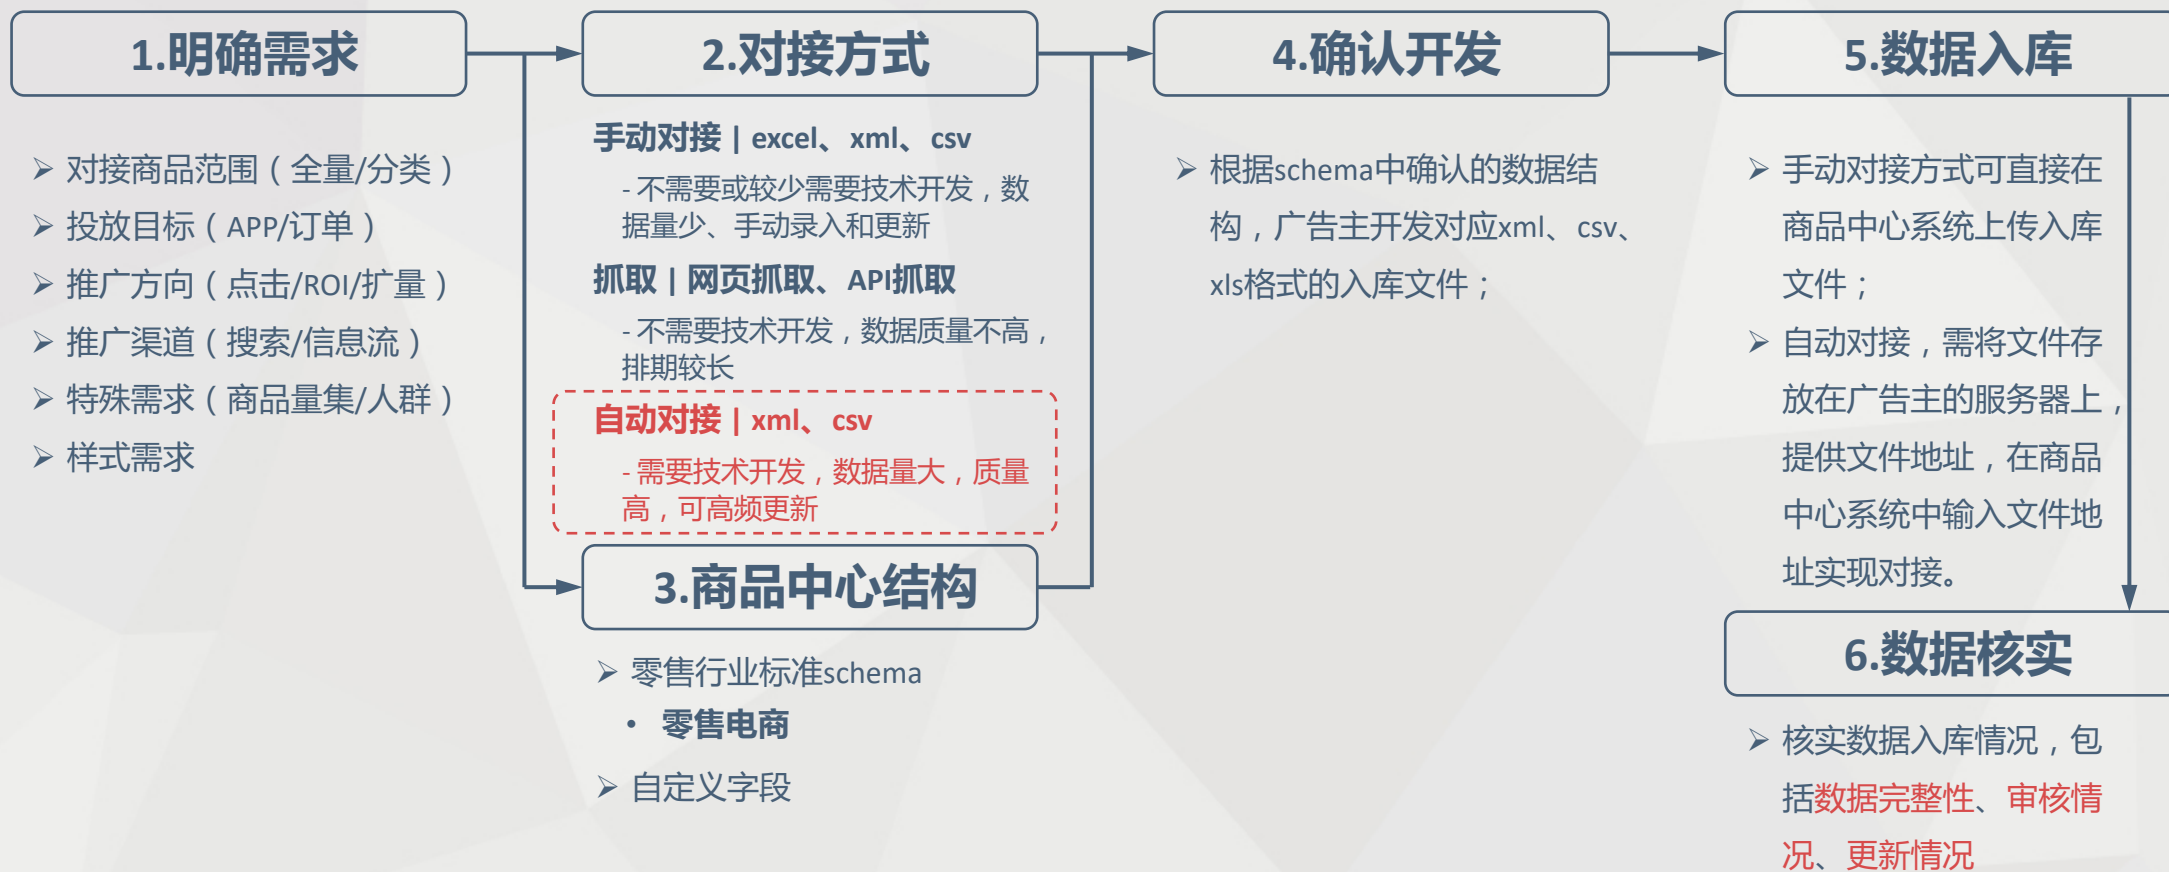 1.明确需求
➢ 对接商品范围（全量/分类）
➢ 投放目标（APP/订单）
➢ 推广方向（点击/ROI/扩量）
➢ 推广渠道（搜索/信息流）
➢ 特殊需求（商品量集/人群）
➢ 样式需求
2.对接方式
手动对接 | excel、xml、csv
- 不需要或较少需要技术开发，数
据量少、手动录入和更新
抓取 | 网页抓取、API抓取
- 不需要技术开发，数据质量不高，
排期较长
自动对接 | xml、csv
- 需要技术开发，数据量大，质量
高，可高频更新
3.商品中心结构
➢ 零售行业标准schema
• 零售电商
➢ 自定义字段
4.确认开发
➢ 根据schema中确认的数据结
构，广告主开发对应xml、csv、
xls格式的入库文件；
5.数据入库
➢ 手动对接方式可直接在
商品中心系统上传入库
文件；
➢ 自动对接，需将文件存
放在广告主的服务器上，
提供文件地址，在商品
中心系统中输入文件地
址实现对接。
6.数据核实
➢ 核实数据入库情况，包
括数据完整性、审核情
况、更新情况